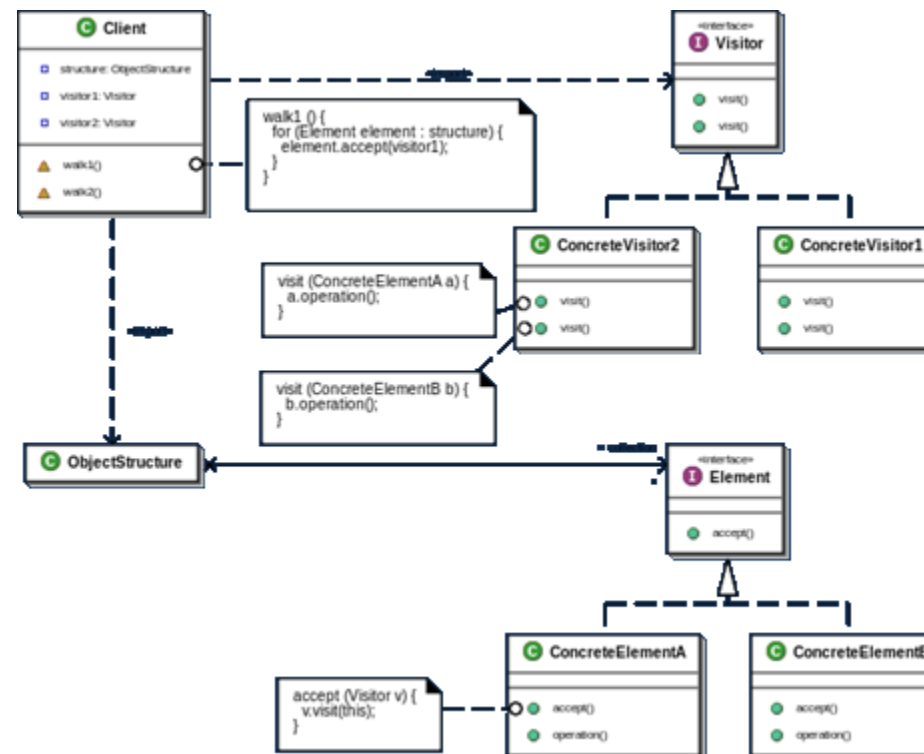 Client
structure: ObjectStructure
visitor1: Visitor
visitor2: Visitor
walk1()
walk2()
«interface»
Visitor
visit()
visit()
walk1 () {
for (Element element : structure) {
element.accept(visitor1);
}
}
ConcreteVisitor2
visit()
visit()
ConcreteVisitor1
visit()
visit()
visit (ConcreteElementA a) {
a.operation();
}
visit (ConcreteElementB b) {
b.operation();
}
ObjectStructure
«interface»
Element
accept()
ConcreteElementA
accept()
operation()
ConcreteElementB
accept()
operation()
accept (Visitor v) {
v.visit(this);
}